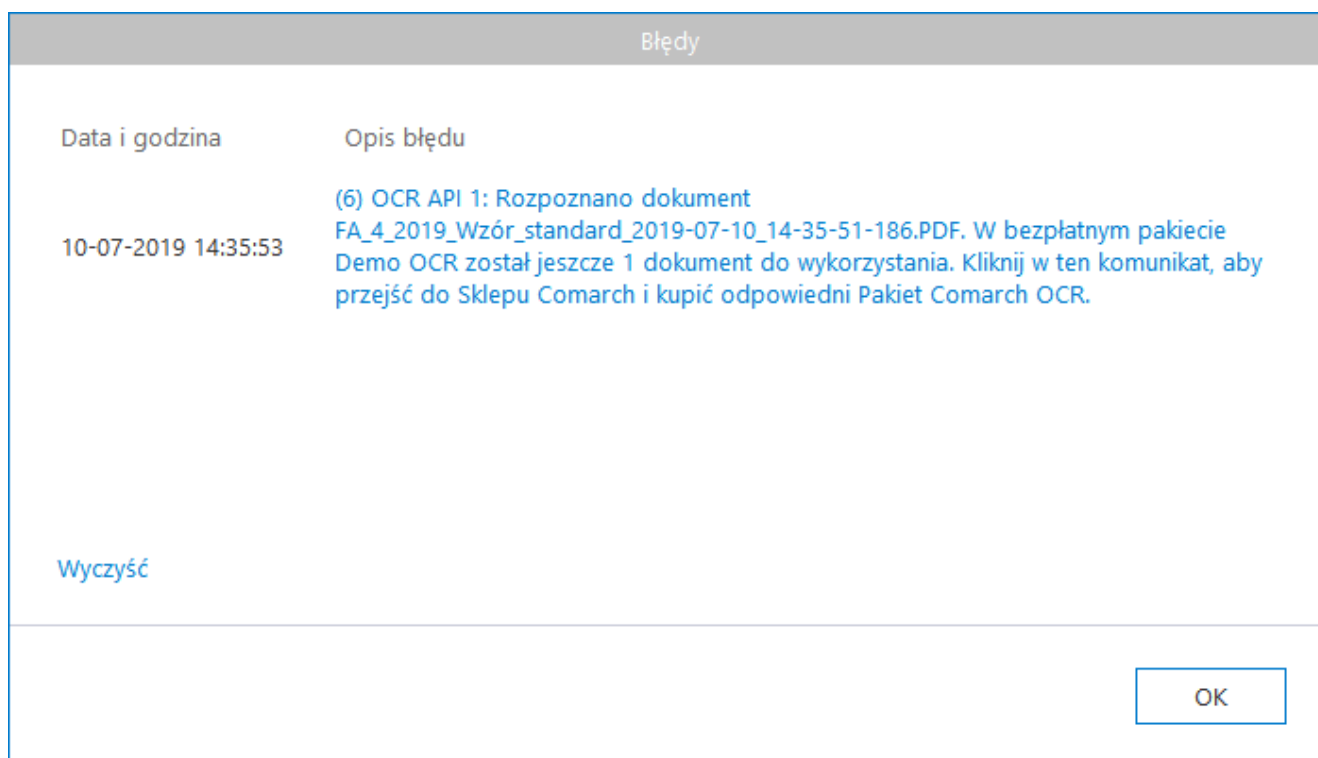 Błędy
Data i godzina Opis błędu
(6) OCR API 1: Rozpoznano dokument
FA_4_2019_Wzór_standard_2019-07-10_14-35-51-186.PDF. W bezpłatnym pakiecie
10-07-2019 14:35:53
Demo OCR został jeszcze 1 dokument do wykorzystania. Kliknij w ten komunikat, aby
przejść do Sklepu Comarch i kupić odpowiedni Pakiet Comarch OCR.
Wyczyść
OK